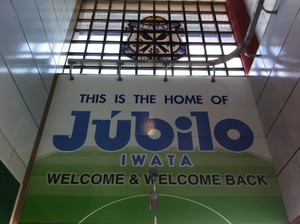 THIS IS THE HOME OF
Júbilo
IWATA
WELCOME & WELCOME BACK